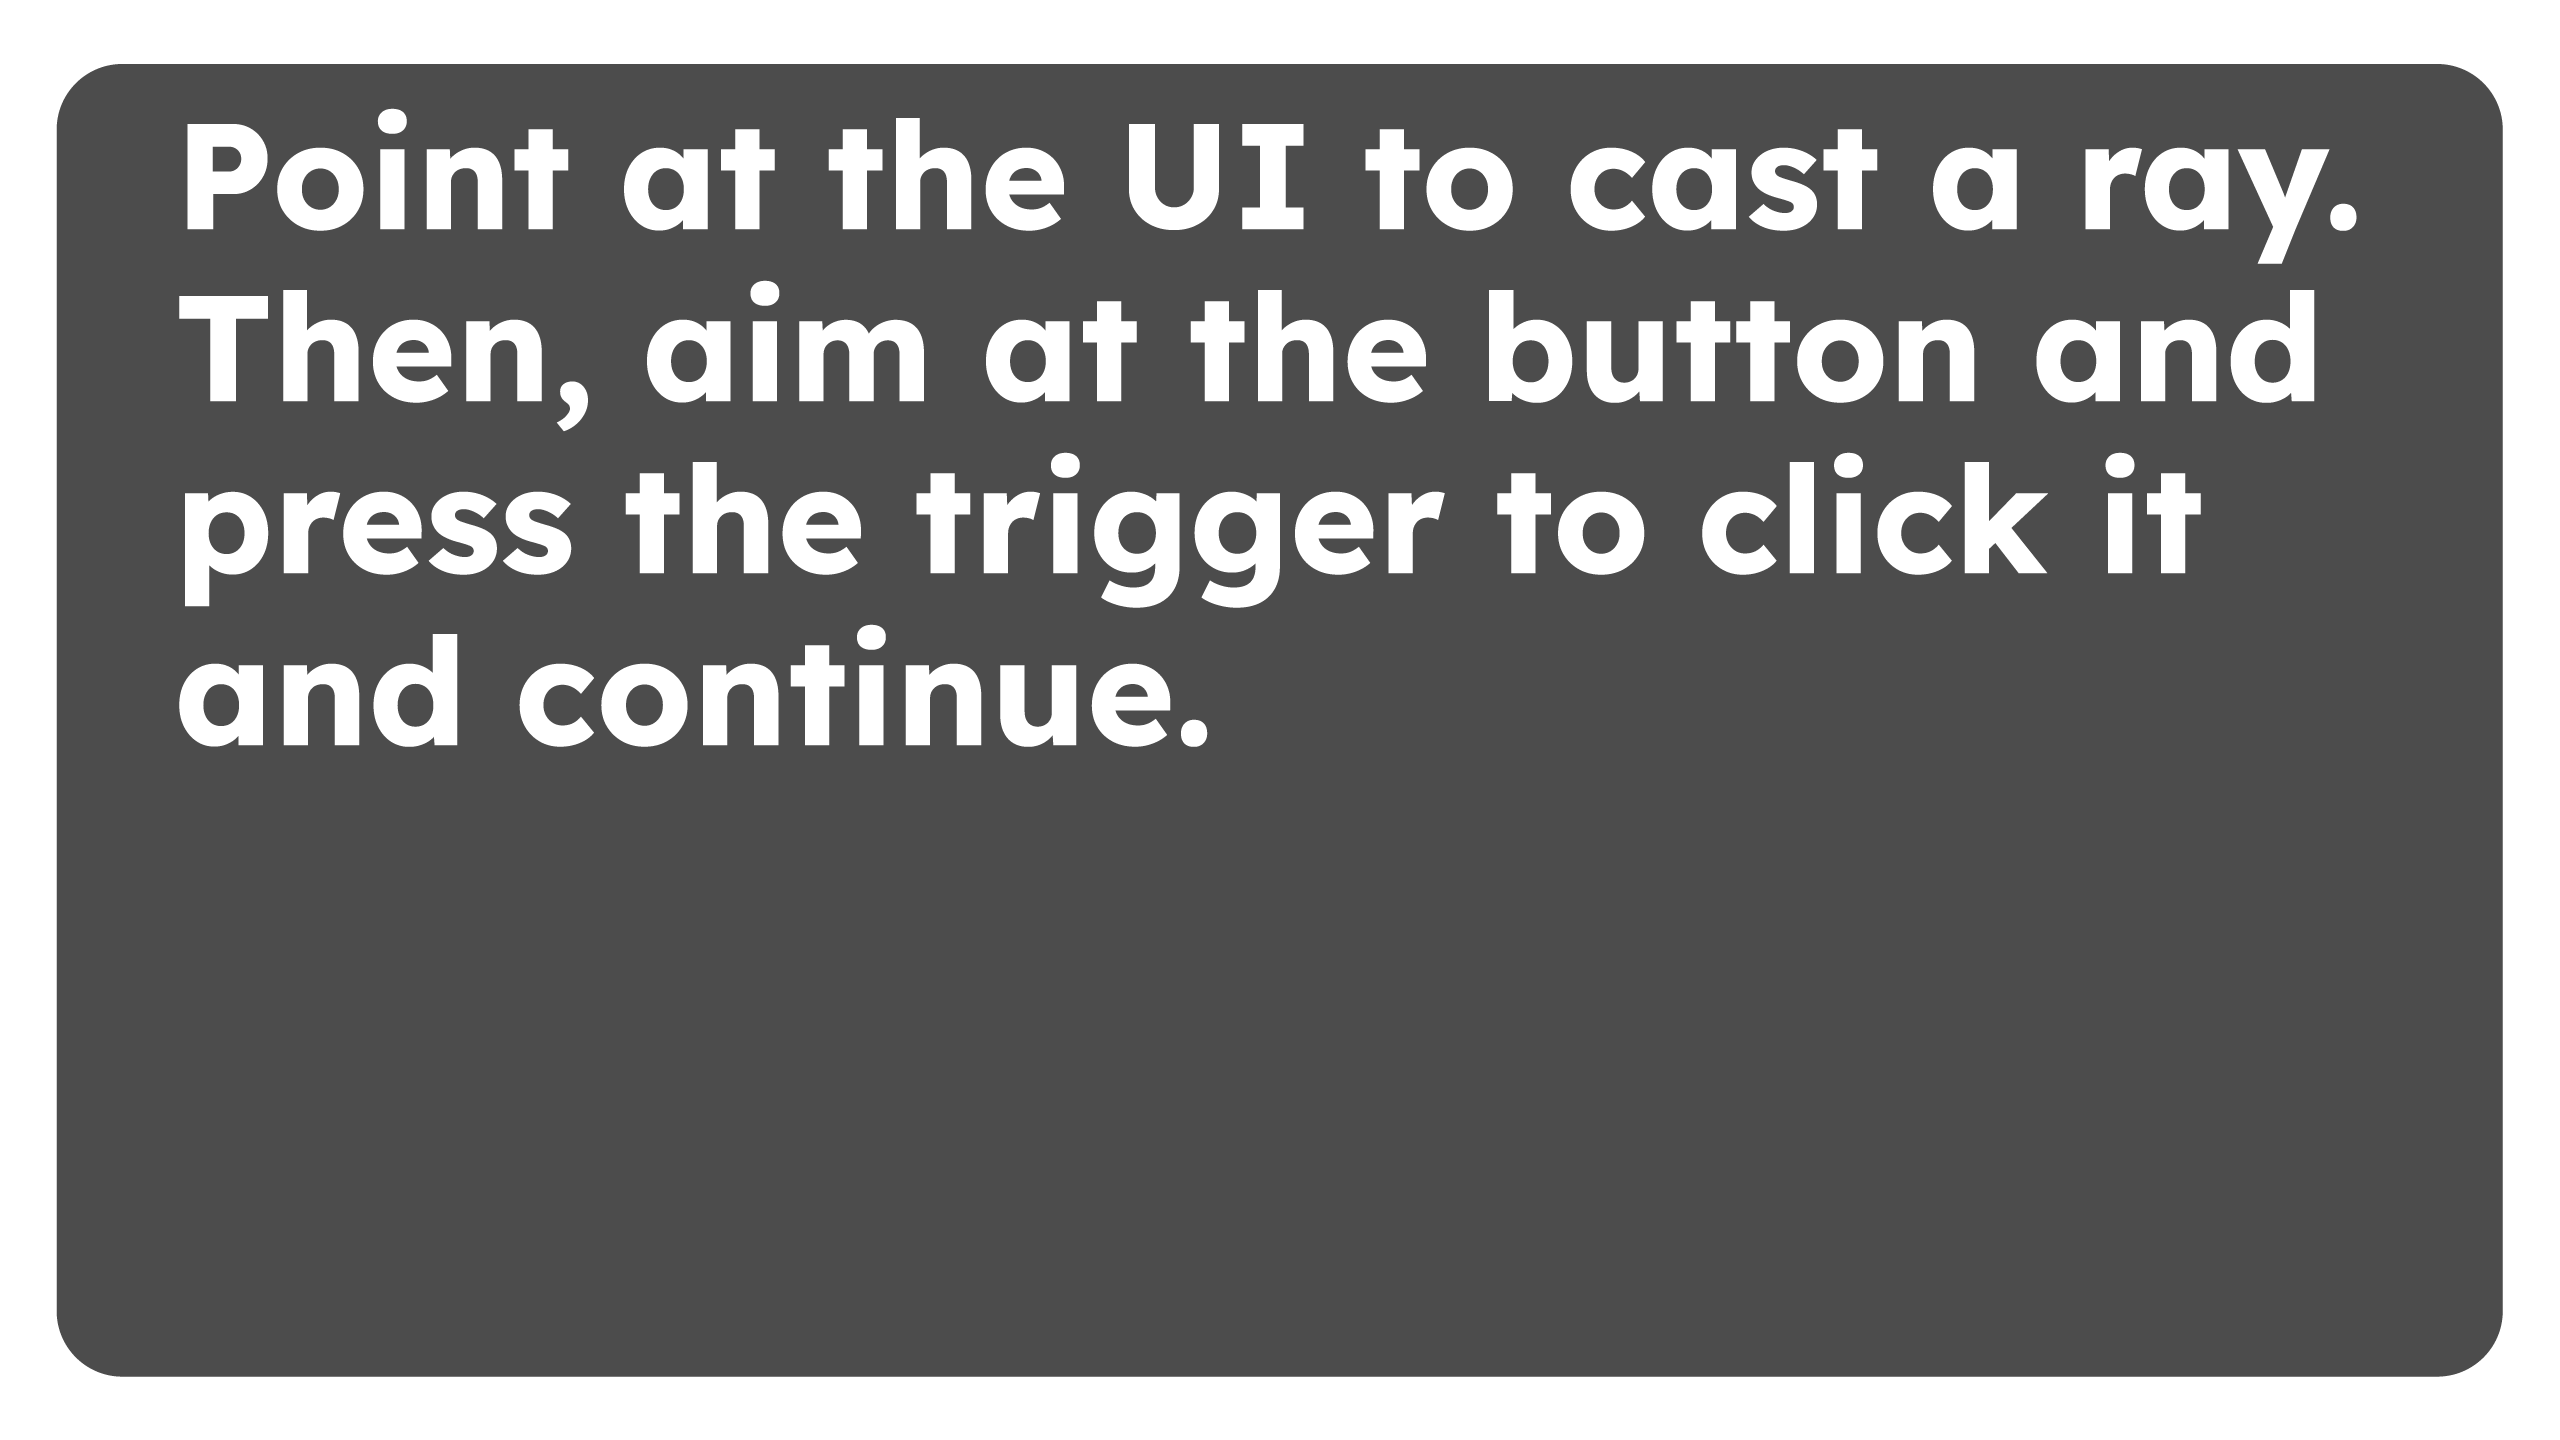 Point at the UI to cast a ray.
Then, aim at the button and
press the trigger to click it
and continue.